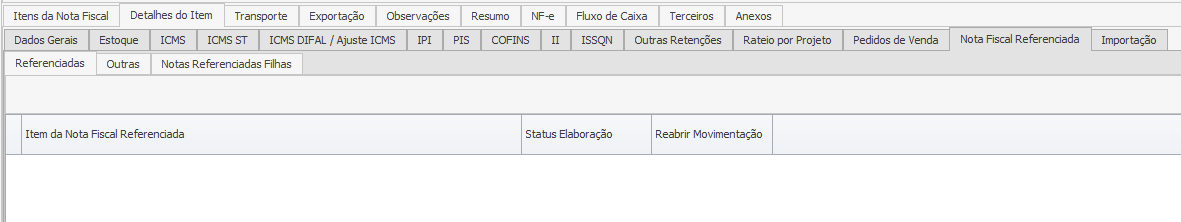 Itens da Nota Fiscal Detalhes do Item Transporte Exportação Observações Resumo NF-e Fluxo de Caixa Terceiros Anexos
Dados Gerais Estoque ICMS ICMS ST ICMS DIFAL / Ajuste ICMS IPI PIS COFINS II ISSQN Outras Retenções Rateio por Projeto Pedidos de Venda Nota Fiscal Referenciada Importação
Referenciadas Outras Notas Referenciadas Filhas
Item da Nota Fiscal Referenciada Status Elaboração Reabrir Movimentação